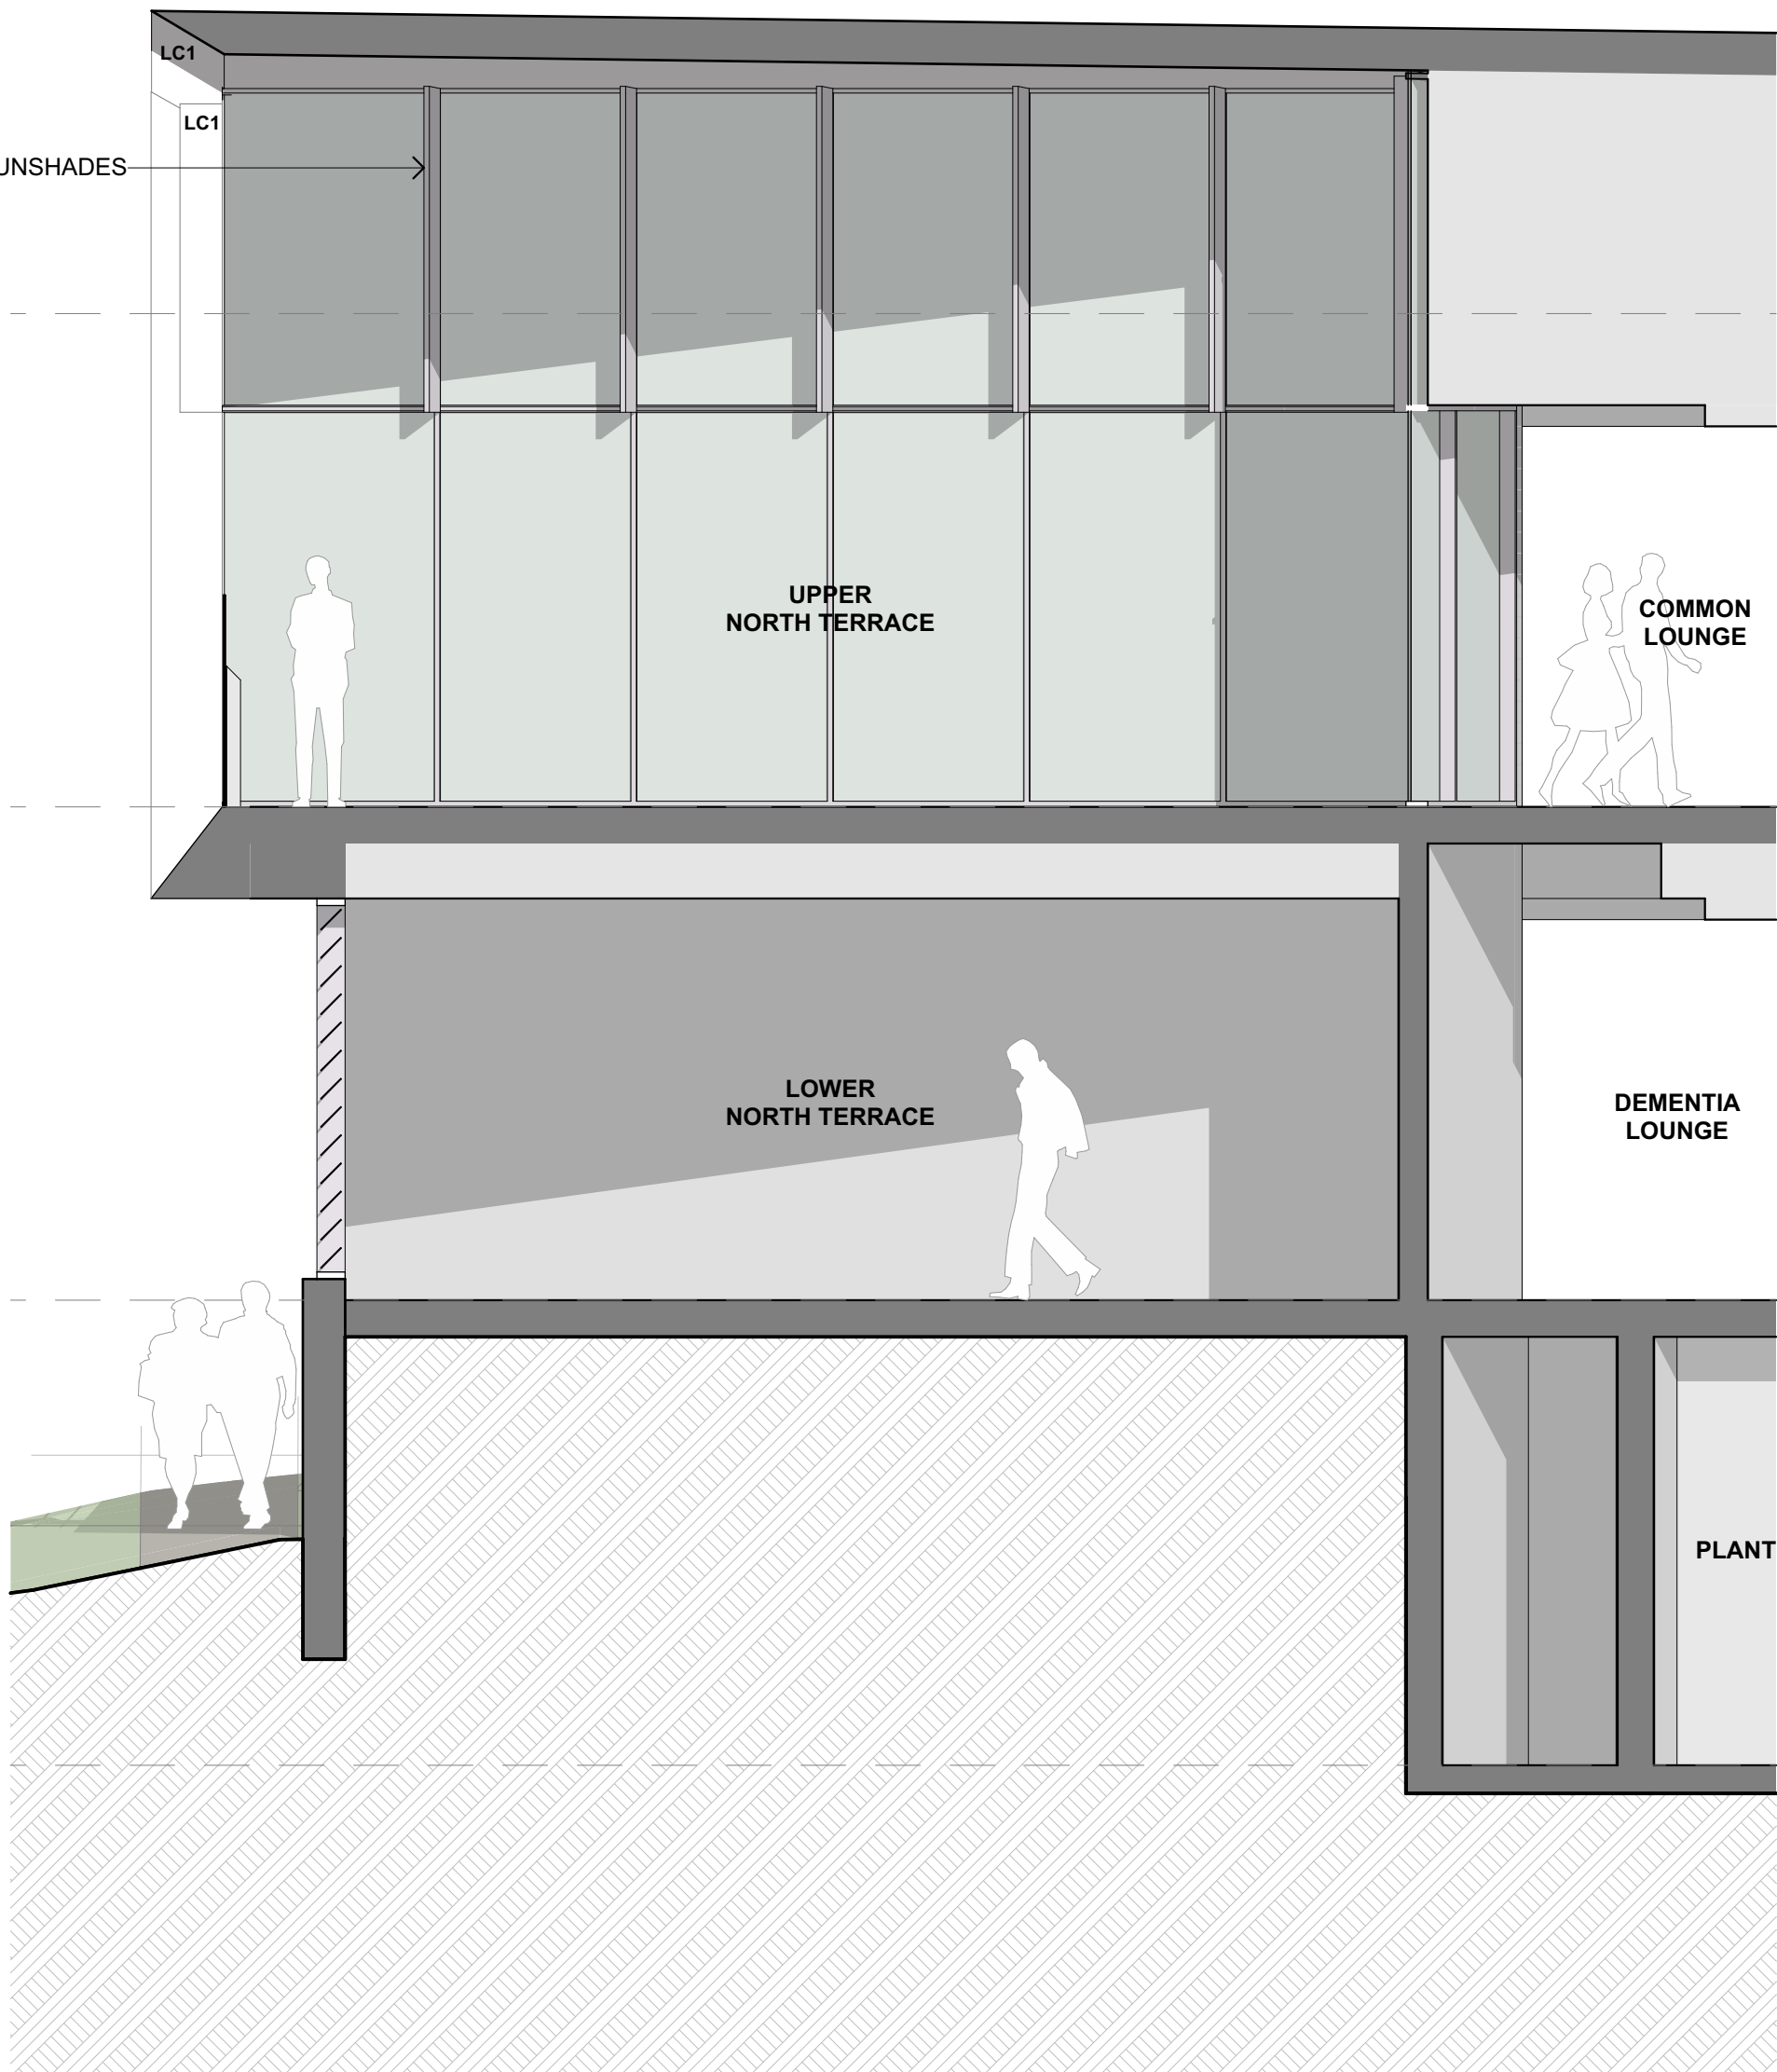 LC1
LC1
UNSHADES
UPPER
NORTH TERRACE
COMMON
LOUNGE
LOWER
NORTH TERRACE
DEMENTIA
LOUNGE
PLANT